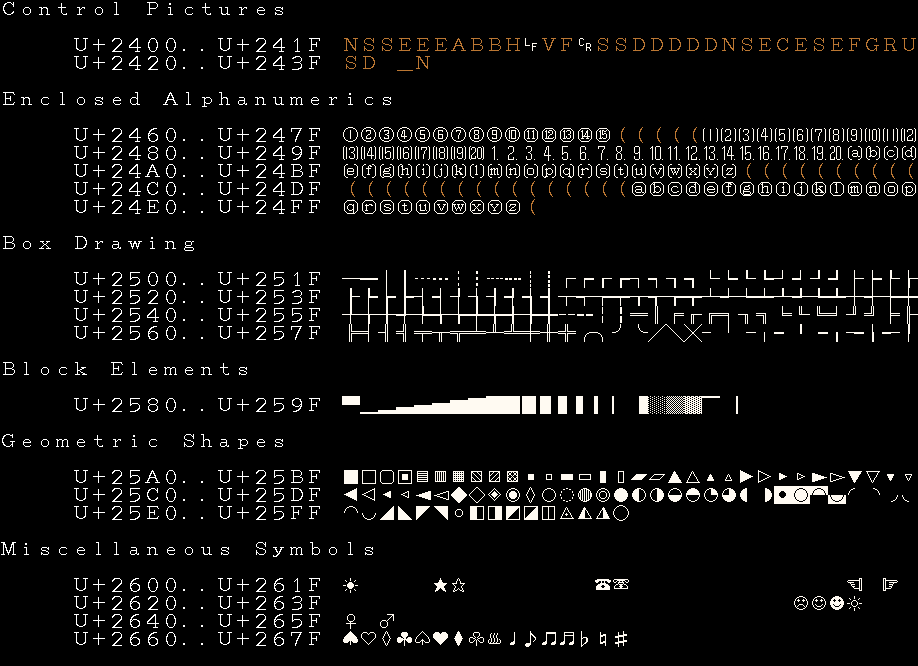 Control Pictures
U+2400..U+241F NSSEEEABBH␊VF␍SSDDDDDNSECESEFGRU
U+2420..U+243F SD _N
Enclosed Alphanumerics
U+2460..U+247F ①②③④⑤⑥⑦⑧⑨⑩⑪⑫⑬⑭⑮(((((⑴⑵⑶⑷⑸⑹⑺⑻⑼⑽⑾⑿
U+2480..U+249F ⒀⒁⒂⒃⒄⒅⒆⒇⒈⒉⒊⒋⒌⒍⒎⒏⒐⒑⒒⒓⒔⒕⒖⒗⒘⒙⒚⒛⒜⒝⒞⒟
U+24A0..U+24BF ⒠⒡⒢⒣⒤⒥⒦⒧⒨⒩⒪⒫⒬⒭⒮⒯⒰⒱⒲⒳⒴⒵((((((((((
U+24C0..U+24DF ((((((((((((((((ⓐⓑⓒⓓⓔⓕⓖⓗⓘⓙⓚⓛⓜⓝⓞⓟ
U+24E0..U+24FF ⓠⓡⓢⓣⓤⓥⓦⓧⓨⓩ(
Box Drawing
U+2500..U+251F ─━│┃┄┅┆┇┈┉┊┋┌┍┎┏┐┑┒┓└┕┖┗┘┙┚┛├┝┞┟
U+2520..U+253F ┠┡┢┣┤┥┦┧┨┩┪┫┬┭┮┯┰┱┲┳┴┵┶┷┸┹┺┻┼┽┾┿
U+2540..U+255F ╀╁╂╃╄╅╆╇╈╉╊╋╌╍╎╏═║╒╓╔╕╖╗╘╙╚╛╜╝╞╟
U+2560..U+257F ╠╡╢╣╤╥╦╧╨╩╪╫╬╭╮╯╰╱╲╳
Block Elements
U+2580..U+259F ▀▁▂▃▄▅▆▇█▉▊▋▌▍▎▏▐░▒▓▔▕
Geometric Shapes
U+25A0..U+25BF ■□▢▣▤▥▦▧▨▩▪▫▬▭▮▯▰▱▲△▴▵▶▷▸▹►▻▼▽▾▿
U+25C0..U+25DF ◀◁◂◃◄◅◆◇◈◉◊○◌◍◎●◐◑◒◓◔◕◖◗◘◙◚◛◜◝◞◟
U+25E0..U+25FF ◠◡◢◣◤◥◦◧◨◩◪◫◬◭◮◯
Miscellaneous Symbols
U+2600..U+261F ☀ ★☆ ☎☏ ☜ ☞
U+2620..U+263F ☹☺☻☼
U+2640..U+265F ♀ ♂
U+2660..U+267F ♠♡♢♣♤♥♦♧♨♩♪♫♬♭♮♯